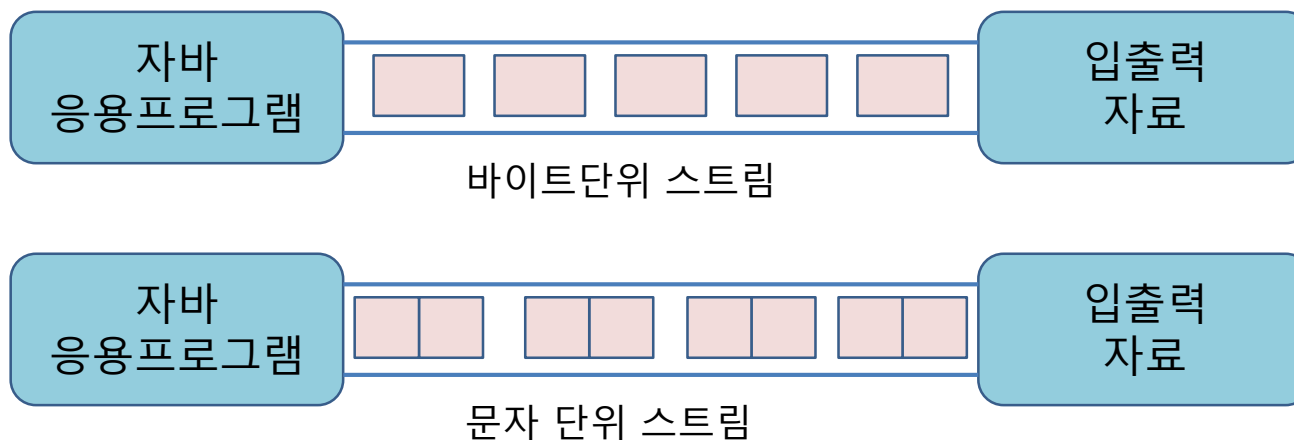 자바
응용프로그램
입출력
자료
바이트단위 스트림
자바
응용프로그램
입출력
자료
문자 단위 스트림